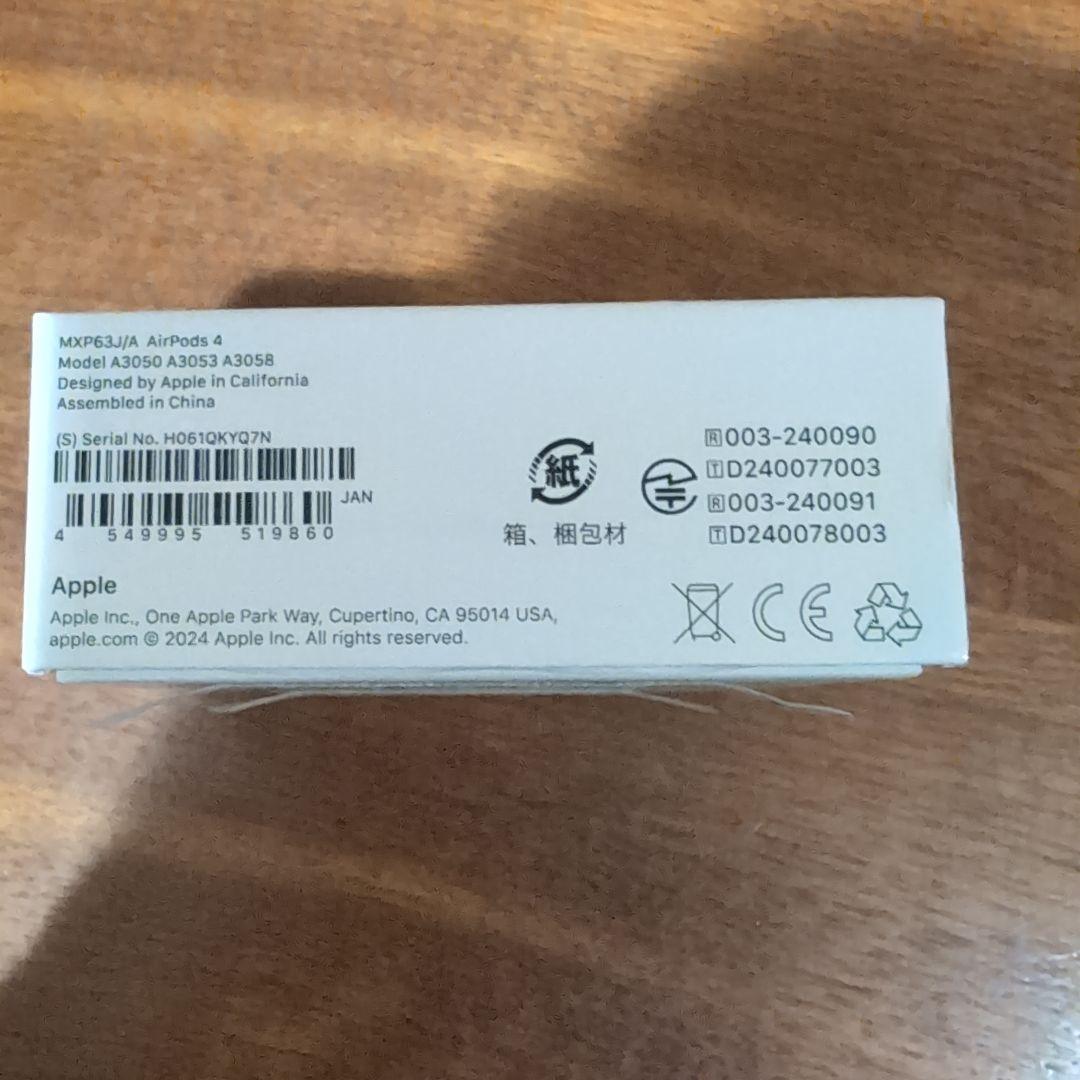 MXP63J/A AirPods 4
Model A3050 A3053 A3058
Designed by Apple in California
Assembled in China
(S) Serial No. H061QKYQ7N
JAN
4 549995 519860
紙
箱、梱包材
R003-240090
TD240077003
R003-240091
TD240078003
Apple
Apple Inc., One Apple Park Way, Cupertino, CA 95014 USA,
apple.com © 2024 Apple Inc. All rights reserved.
CE